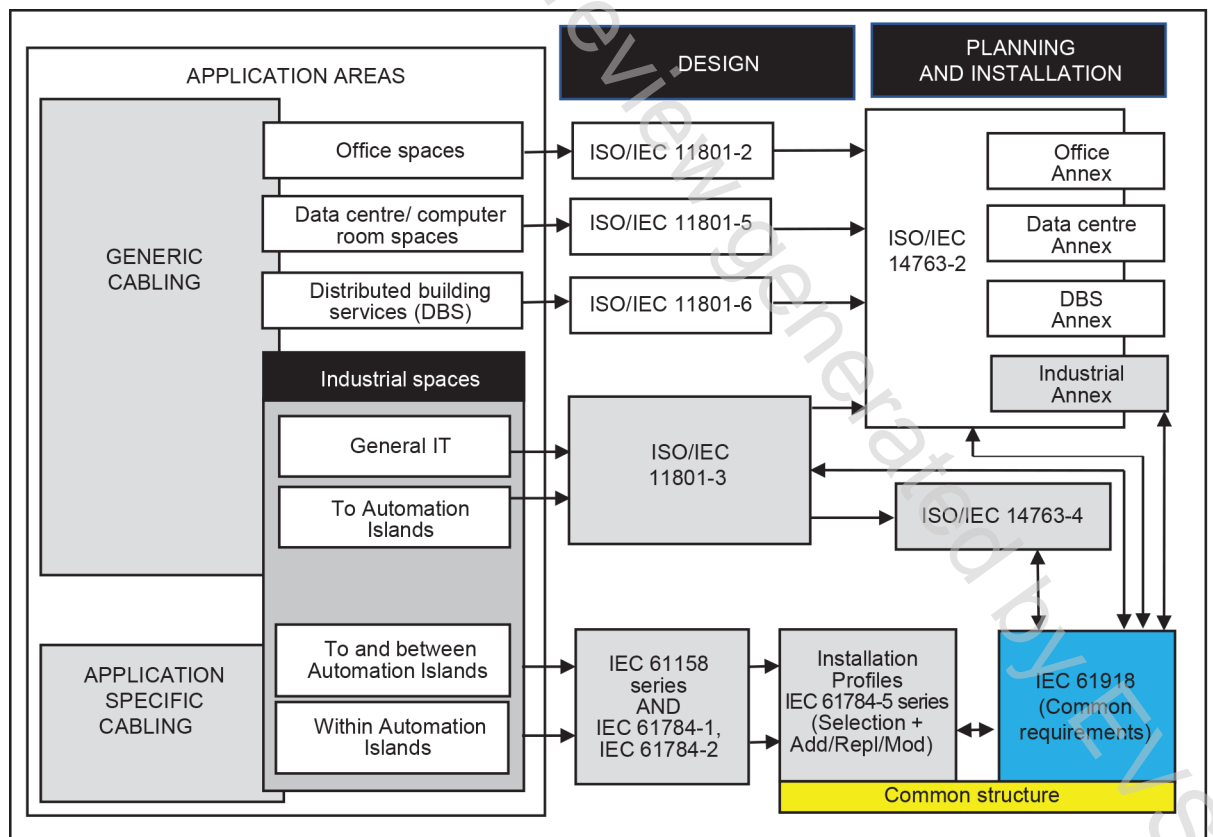 APPLICATION AREAS
DESIGN
PLANNING
AND INSTALLATION
GENERIC
CABLING
Office spaces
ISO/IEC 11801-2
Data centre/ computer
room spaces
ISO/IEC 11801-5
Distributed building
services (DBS)
ISO/IEC 11801-6
ISO/IEC
14763-2
Office
Annex
Data centre
Annex
DBS
Annex
Industrial
Annex
Industrial spaces
General IT
To Automation
Islands
ISO/IEC
11801-3
ISO/IEC 14763-4
APPLICATION
SPECIFIC
CABLING
To and between
Automation Islands
Within Automation
Islands
IEC 61158
series
AND
IEC 61784-1,
IEC 61784-2
Installation
Profiles
IEC 61784-5 series
(Selection +
Add/Repl/Mod)
IEC 61918
(Common
requirements)
Common structure
eview generated by EVS